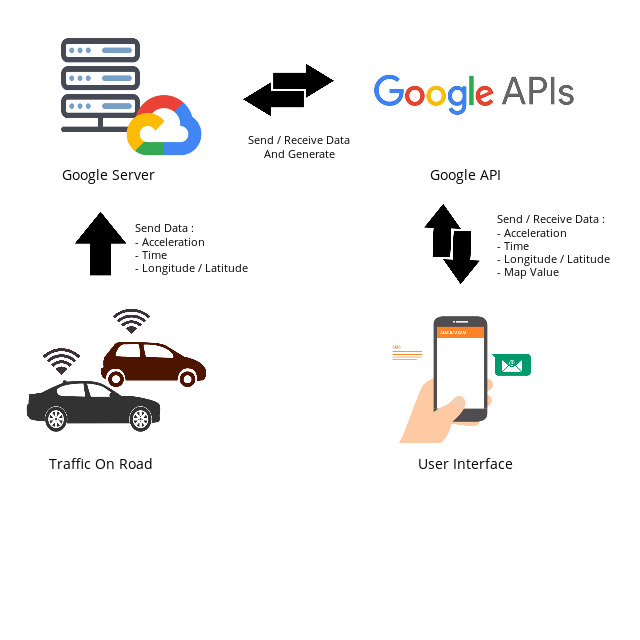 Google APIs
Send / Receive Data
And Generate
Google Server
Google API
Send Data :
- Acceleration
- Time
- Longitude / Latitude
Send / Receive Data :
- Acceleration
- Time
- Longitude / Latitude
- Map Value
SMS
Traffic On Road
User Interface